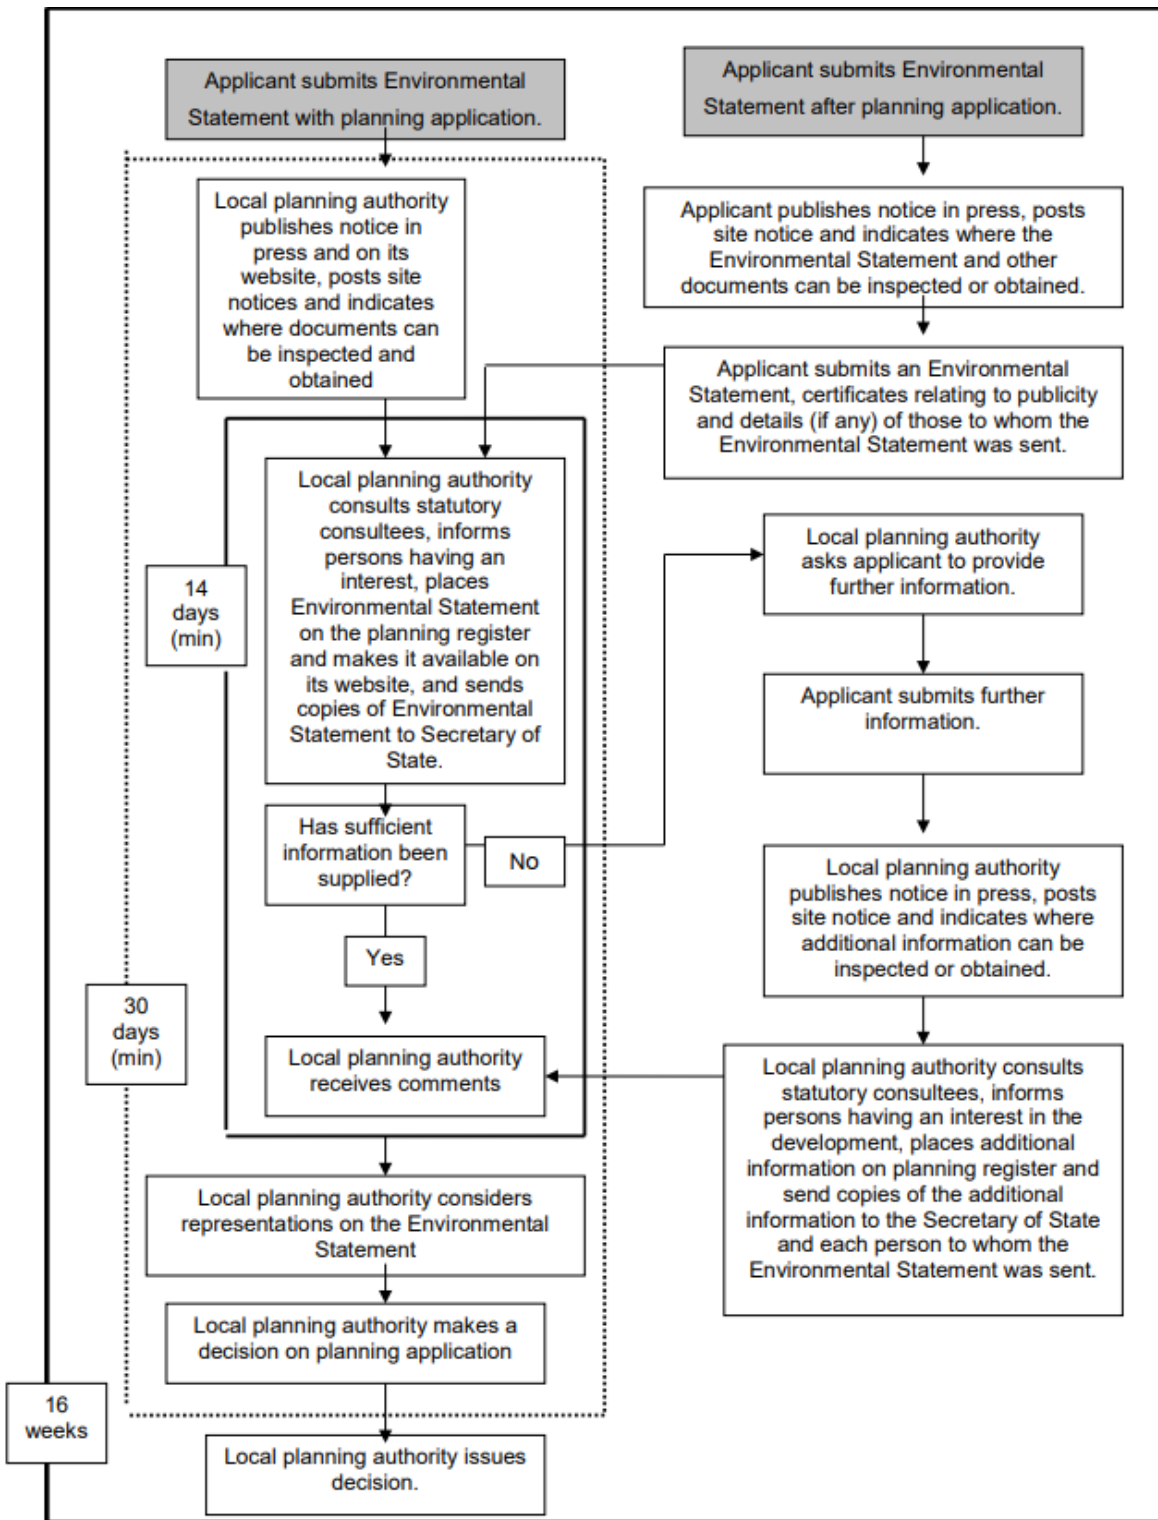 Applicant submits Environmental
Statement with planning application.
Local planning authority
publishes notice in
press and on its
website, posts site
notices and indicates
where documents can
be inspected and
obtained
14
days
(min)
Local planning authority
consults statutory
consultees, informs
persons having an
interest, places
Environmental Statement
on the planning register
and makes it available on
its website, and sends
copies of Environmental
Statement to Secretary of
State.
Has sufficient
information been
supplied?
No
Yes
30
days
(min)
Local planning authority
receives comments
Local planning authority considers
representations on the Environmental
Statement
Local planning authority makes a
decision on planning application
16
weeks
Local planning authority issues
decision.
Applicant submits Environmental
Statement after planning application.
Applicant publishes notice in press, posts
site notice and indicates where the
Environmental Statement and other
documents can be inspected or obtained.
Applicant submits an Environmental
Statement, certificates relating to publicity
and details (if any) of those to whom the
Environmental Statement was sent.
Local planning authority
asks applicant to provide
further information.
Applicant submits further
information.
Local planning authority
publishes notice in press, posts
site notice and indicates where
additional information can be
inspected or obtained.
Local planning authority consults
statutory consultees, informs
persons having an interest in the
development, places additional
information on planning register and
send copies of the additional
information to the Secretary of State
and each person to whom the
Environmental Statement was sent.